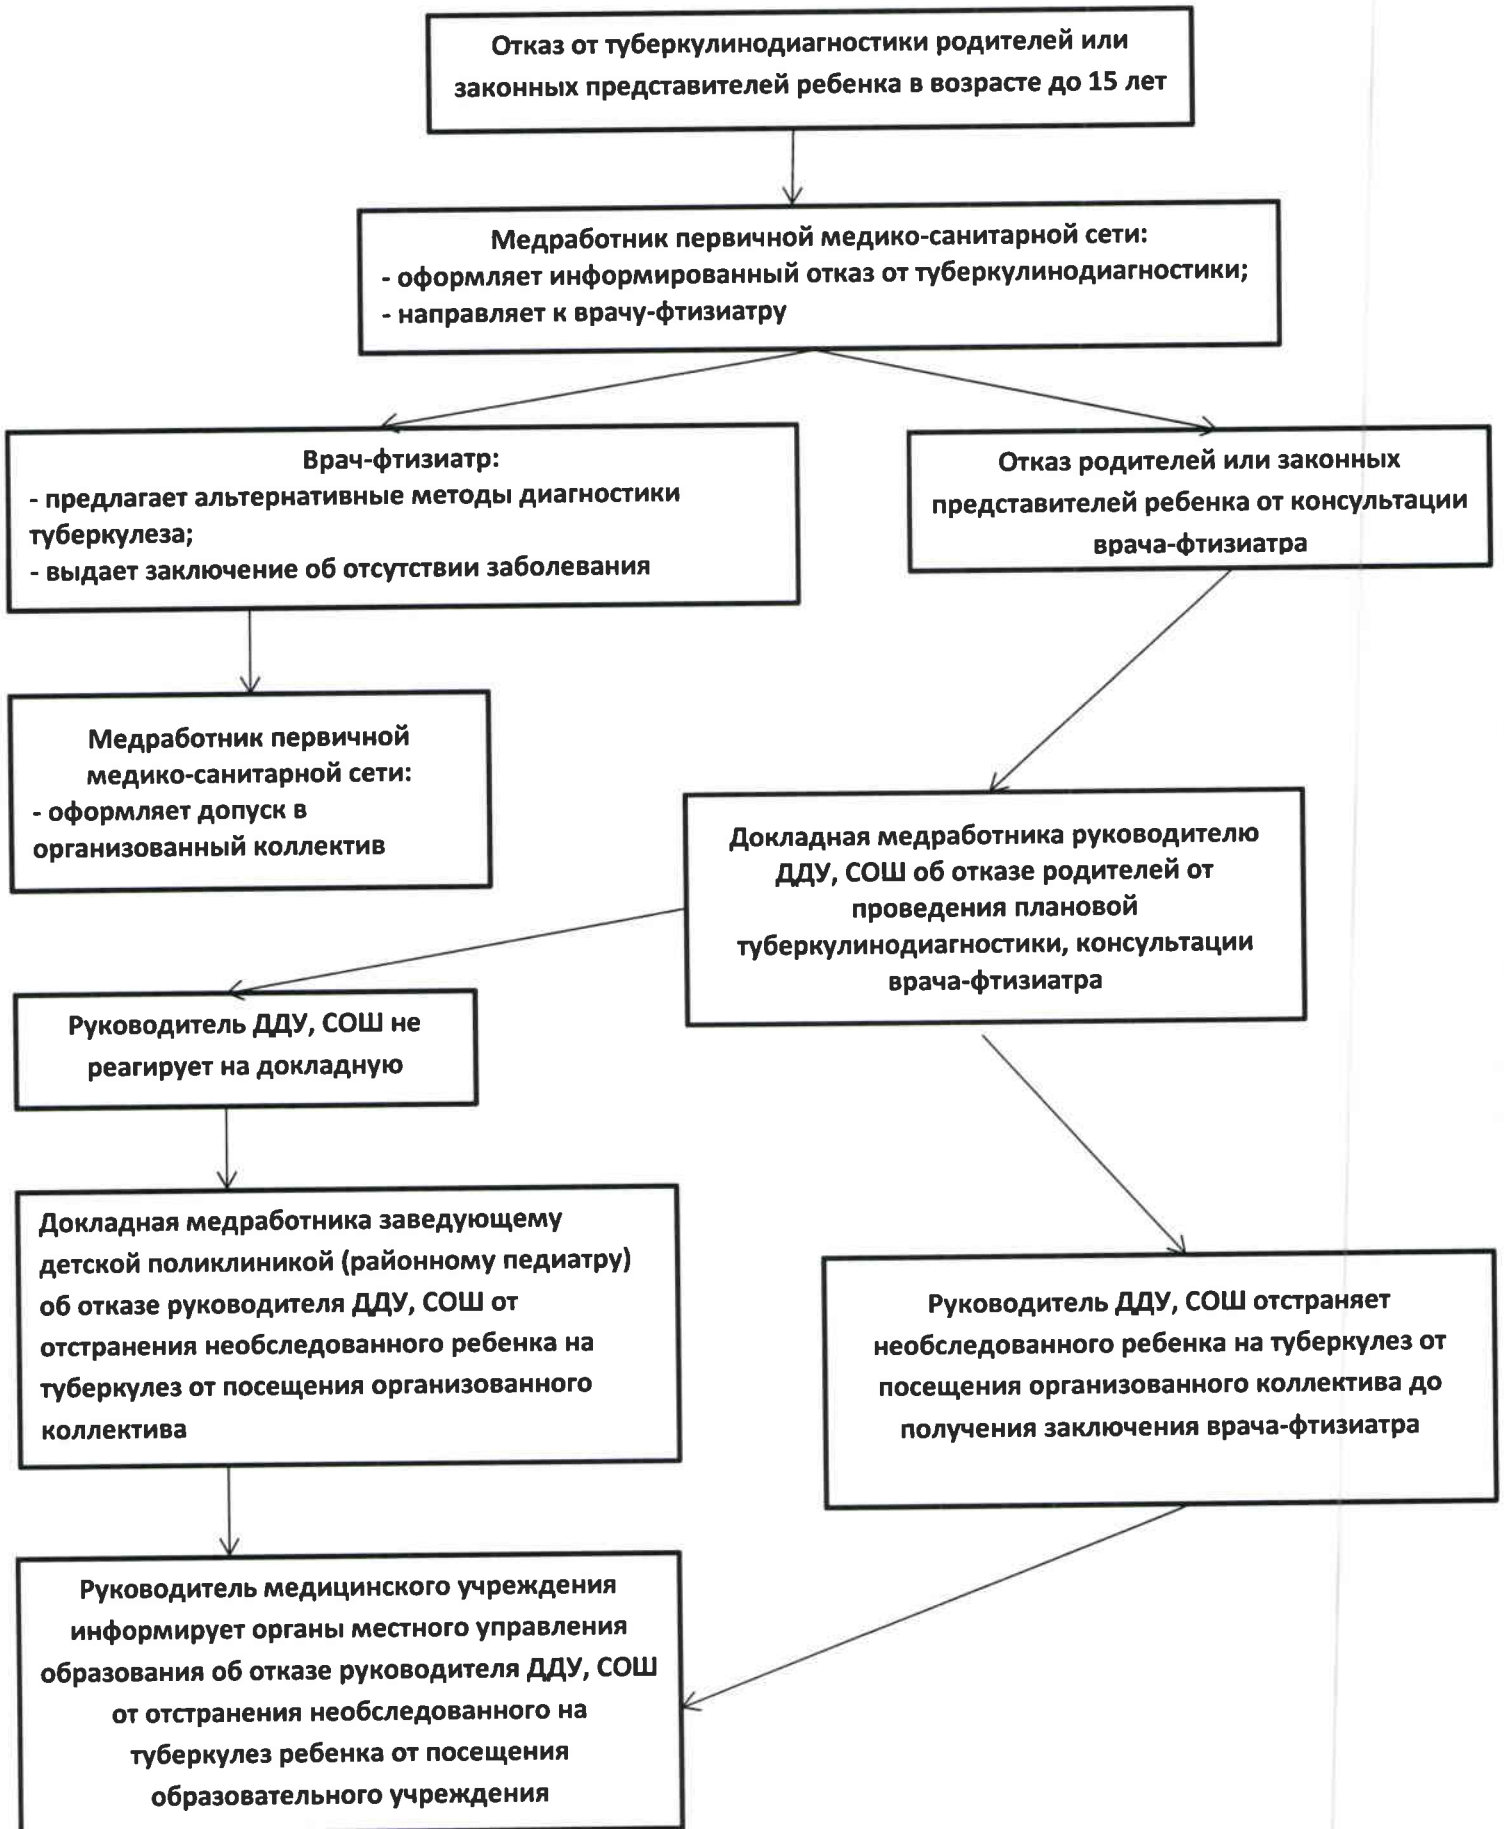 Отказ от туберкулинодиагностики родителей или
законных представителей ребенка в возрасте до 15 лет
Медработник первичной медико-санитарной сети:
- оформляет информированный отказ от туберкулинодиагностики;
- направляет к врачу-фтизиатру
Врач-фтизиатр:
- предлагает альтернативные методы диагностики
туберкулеза;
- выдает заключение об отсутствии заболевания
Отказ родителей или законных
представителей ребенка от консультации
врача-фтизиатра
Медработник первичной
медико-санитарной сети:
- оформляет допуск в
организованный коллектив
Докладная медработника руководителю
ДДУ, СОШ об отказе родителей от
проведения плановой
туберкулинодиагностики, консультации
врача-фтизиатра
Руководитель ДДУ, СОШ не
реагирует на докладную
Докладная медработника заведующему
детской поликлиникой (районному педиатру)
об отказе руководителя ДДУ, СОШ от
отстранения необследованного ребенка на
туберкулез от посещения организованного
коллектива
Руководитель ДДУ, СОШ отстраняет
необследованного ребенка на туберкулез от
посещения организованного коллектива до
получения заключения врача-фтизиатра
Руководитель медицинского учреждения
информирует органы местного управления
образования об отказе руководителя ДДУ, СОШ
от отстранения необследованного на
туберкулез ребенка от посещения
образовательного учреждения